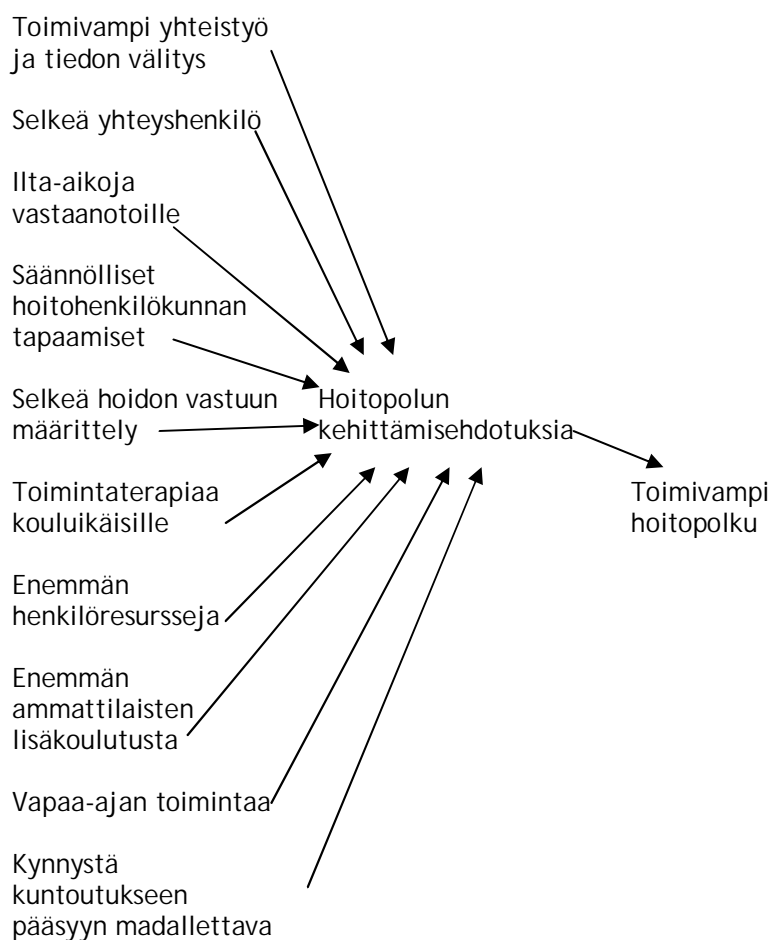 Toimivampi yhteistyö
ja tiedon välitys
Selkeä yhteyshenkilö
Ilta-aikoja
vastaanotoille
Säännölliset
hoitohenkilökunnan
tapaamiset
Selkeä hoidon vastuun
määrittely
Hoitopolun
kehittämisehdotuksia
Toimintaterapiaa
kouluikäisille
Toimivampi
hoitopolku
Enemmän
henkilöresursseja
Enemmän
ammattilaisten
lisäkoulutusta
Vapaa-ajan toimintaa
Kynnystä
kuntoutukseen
pääsyyn madallettava